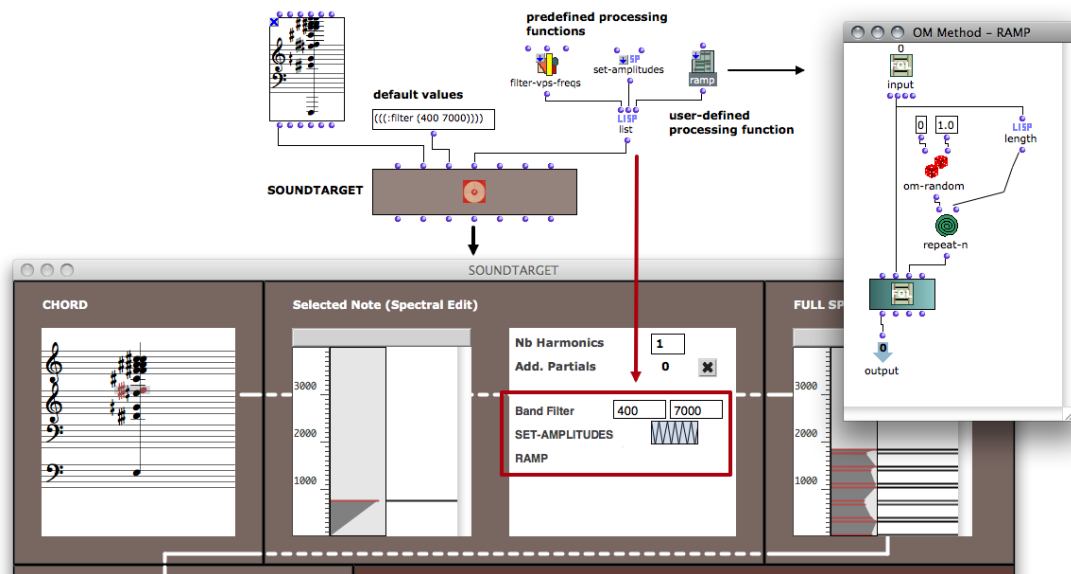 predefined processing
functions
OM Method - RAMP
0
input
filter-vps-freqs
set-amplitudes
ramp
default values
(((:filter (400 7000))))
LISP
list
user-defined
processing function
0
1.0
LISP
length
om-random
SOUNDTARGET
repeat-n
SOUNDTARGET
CHORD
Selected Note (Spectral Edit)
FULL SP
Nb Harmonics
1
Add. Partials
0
0
output
3000
2000
1000
Band Filter
400
7000
SET-AMPLITUDES
RAMP
3000
2000
1000